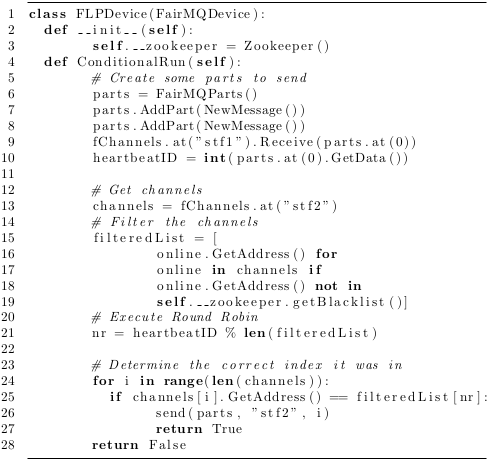 1 class FLPDevice(FairMQDevice):
2   def __init__(self):
3         self.__zookeeper = Zookeeper()
4   def ConditionalRun(self):
5         # Create some parts to send
6         parts = FairMQParts()
7         parts.AddPart(NewMessage())
8         parts.AddPart(NewMessage())
9         fChannels.at("stf1").Receive(parts.at(0))
10         heartbeatID = int(parts.at(0).GetData())
11
12         # Get channels
13         channels = fChannels.at("stf2")
14         # Filter the channels
15         filteredList = [
16                 online.GetAddress() for
17                 online in channels if
18                 online.GetAddress() not in
19                 self.__zookeeper.getBlacklist()]
20         # Execute Round Robin
21         nr = heartbeatID % len(filteredList)
22
23         # Determine the correct index it was in
24         for i in range(len(channels)):
25           if channels[i].GetAddress() == filteredList[nr]:
26                 send(parts, "stf2", i)
27                 return True
28         return False